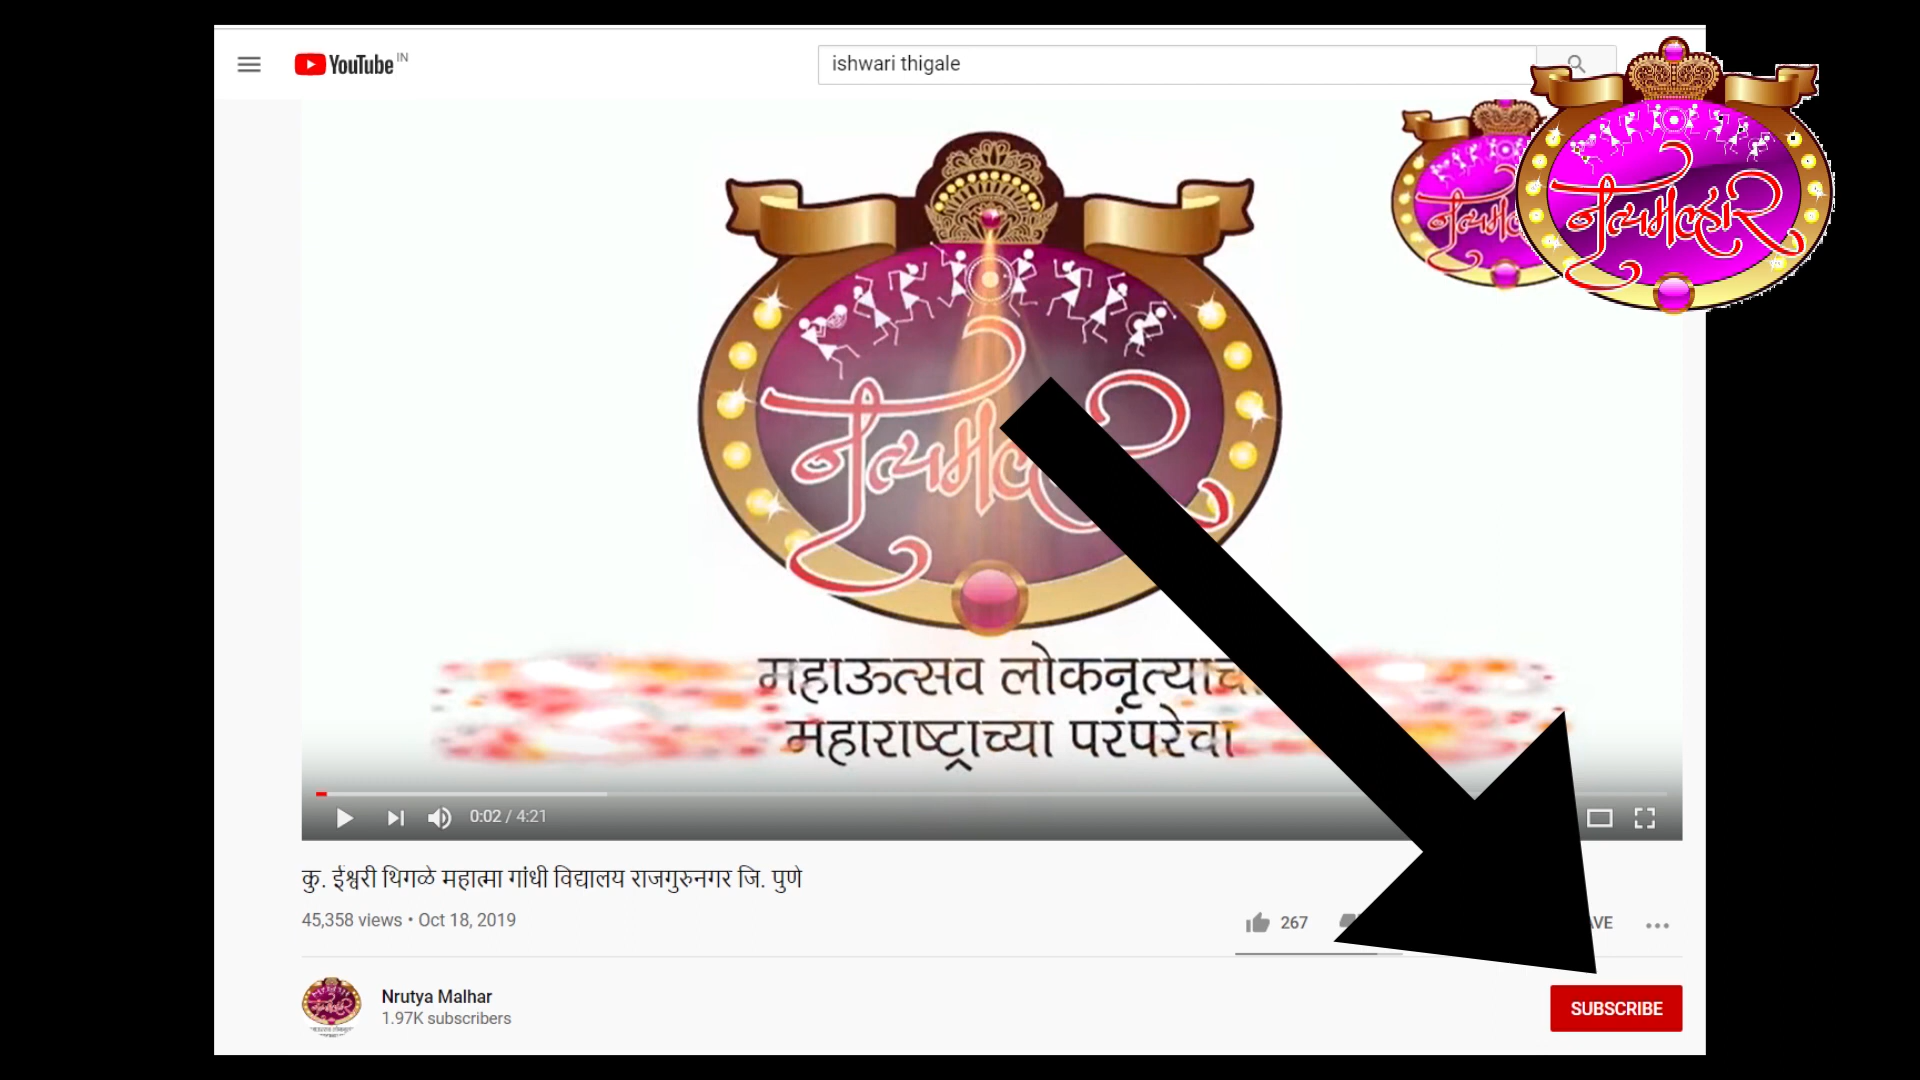 YouTube IN
ishwari thigale
नृत्यमल्हार
नृत्यमल्हार
महाऊत्सव लोकनृत्याचा
महाराष्ट्राच्या परंपरेचा
0:02 / 4:21
कु. ईश्वरी थिगळे महात्मा गांधी विद्यालय राजगुरुनगर जि. पुणे
45,358 views • Oct 18, 2019
267
Nrutya Malhar
1.97K subscribers
SUBSCRIBE